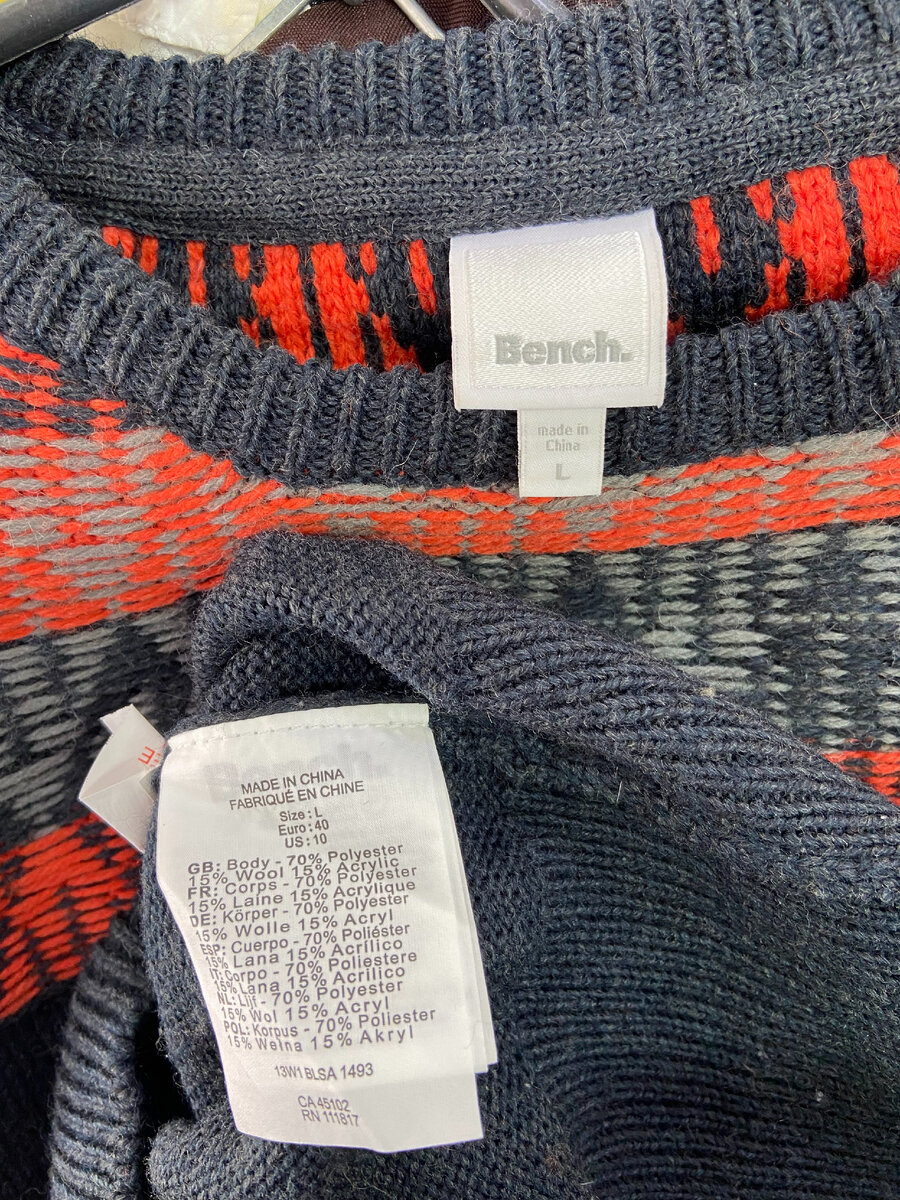 Bench.
made in
China
L
MADE IN CHINA
FABRIQUÉ EN CHINE
Size : L
Euro : 40
US : 10
GB: Body - 70% Polyester
15% Wool 15% Acrylic
FR: Corps - 70% Polyester
15% Laine 15% Acrylique
DE: Körper - 70% Polyester
15% Wolle 15% Acryl
ESP: Cuerpo - 70% Poliéster
15% Lana 15% Acrílico
IT: Corpo - 70% Poliestere
15% Lana 15% Acrilico
NL: Lijf - 70% Polyester
15% Wol 15% Acryl
POL: Korpus - 70% Poliester
15% Wełna 15% Akryl
13W1 BLSA 1493
CA 45102
RN 111817